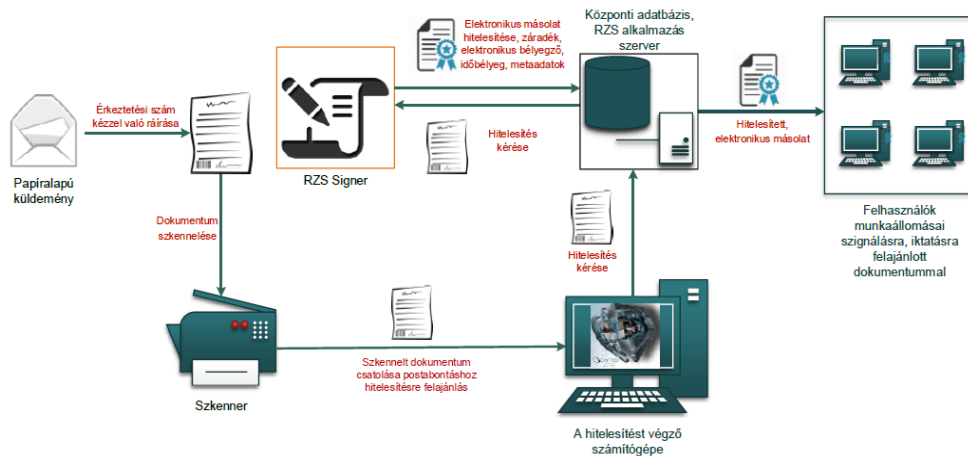 Elektronikus másolat
hitelesítése, záradék,
elektronikus bélyegző,
időbélyeg, metaadatok
Központi adatbázis,
RZS alkalmazás
szerver
Érkeztetési szám
kézzel való ráírása
Hitelesítés
kérése
Hitelesített,
elektronikus másolat
Papíralapú
küldemény
RZS Signer
Dokumentum
szkennelése
Hitelesítés
kérése
Felhasználók
munkaállomásai
szignálásra, iktatásra
felajánlott
dokumentummal
Szkennelt dokumentum
csatolása postabontáshoz
hitelesítésre felajánlás
Szkenner
A hitelesítést végző
számítógépe